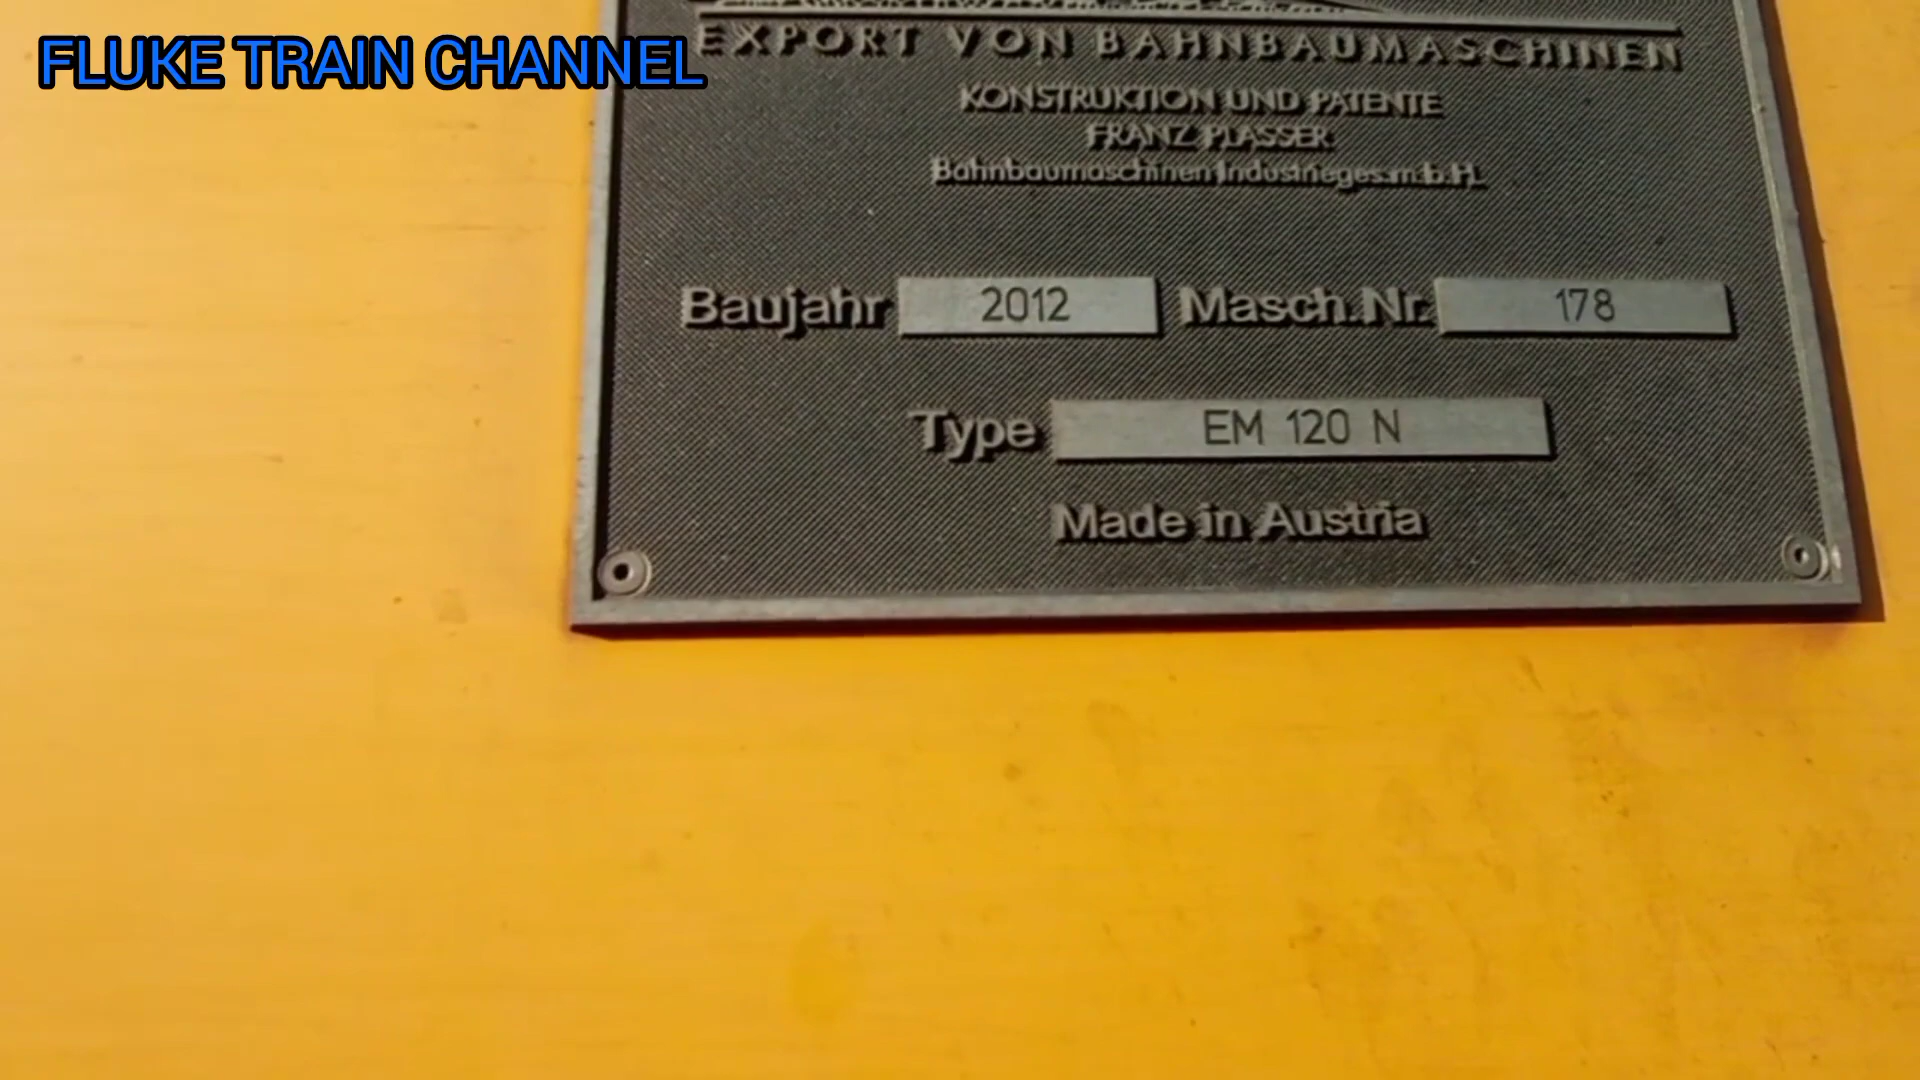 FLUKE TRAIN CHANNEL
EXPORT VON BAHNBAUMASCHINEN
KONSTRUKTION UND PATENTE
FRANZ PLASSER
Bahnbaumaschinen Industrieges.m.b.H.
Baujahr 2012 Masch.Nr. 178
Type EM 120 N
Made in Austria